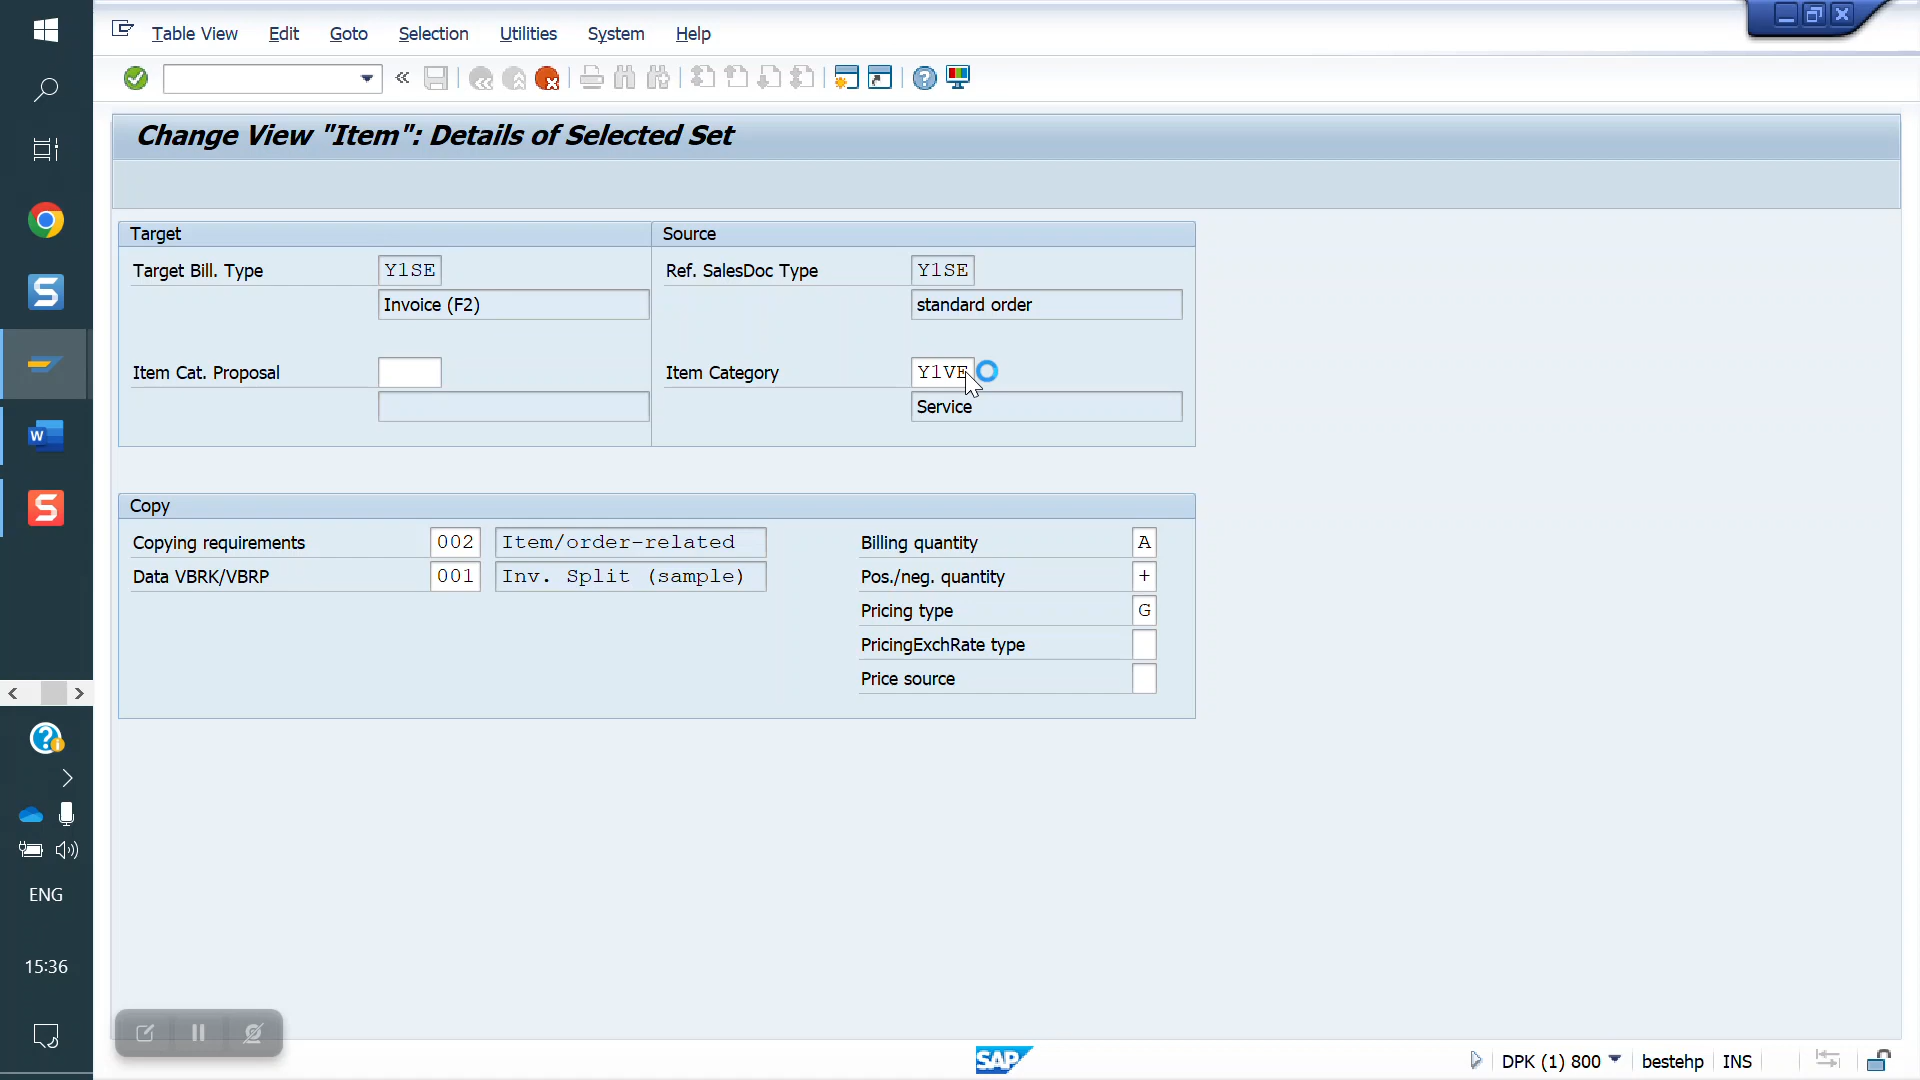 Table View Edit Goto Selection Utilities System Help
Change View "Item": Details of Selected Set
Target
Source
Target Bill. Type Y1SE
Invoice (F2)
Ref. SalesDoc Type Y1SE
standard order
Item Cat. Proposal
Item Category Y1VE
Service
Copy
Copying requirements 002 Item/order-related
Data VBRK/VBRP 001 Inv. Split (sample)
Billing quantity A
Pos./neg. quantity +
Pricing type G
PricingExchRate type
Price source
ENG
15:36
SAP
DPK (1) 800 bestehp INS